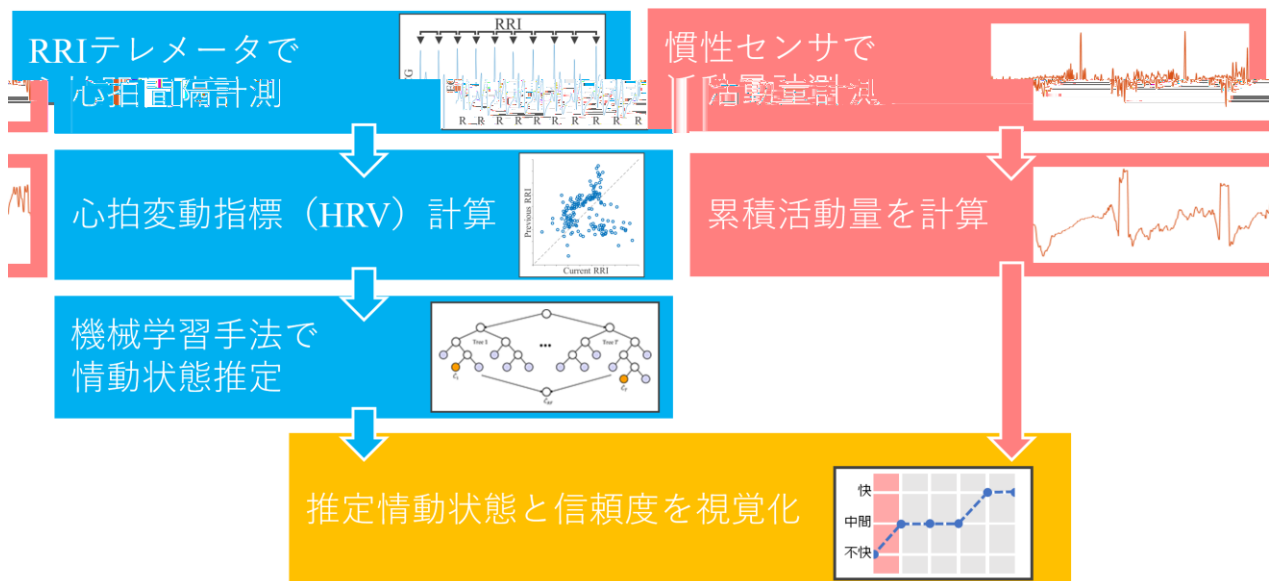 RRIテレメータで
心拍間隔計測
RRI
R R R R R R R R R
慣性センサで
活動量計測
心拍変動指標（HRV）計算
Previous RRI
Current RRI
累積活動量を計算
機械学習手法で
情動状態推定
推定情動状態と信頼度を視覚化
快
中間
不快